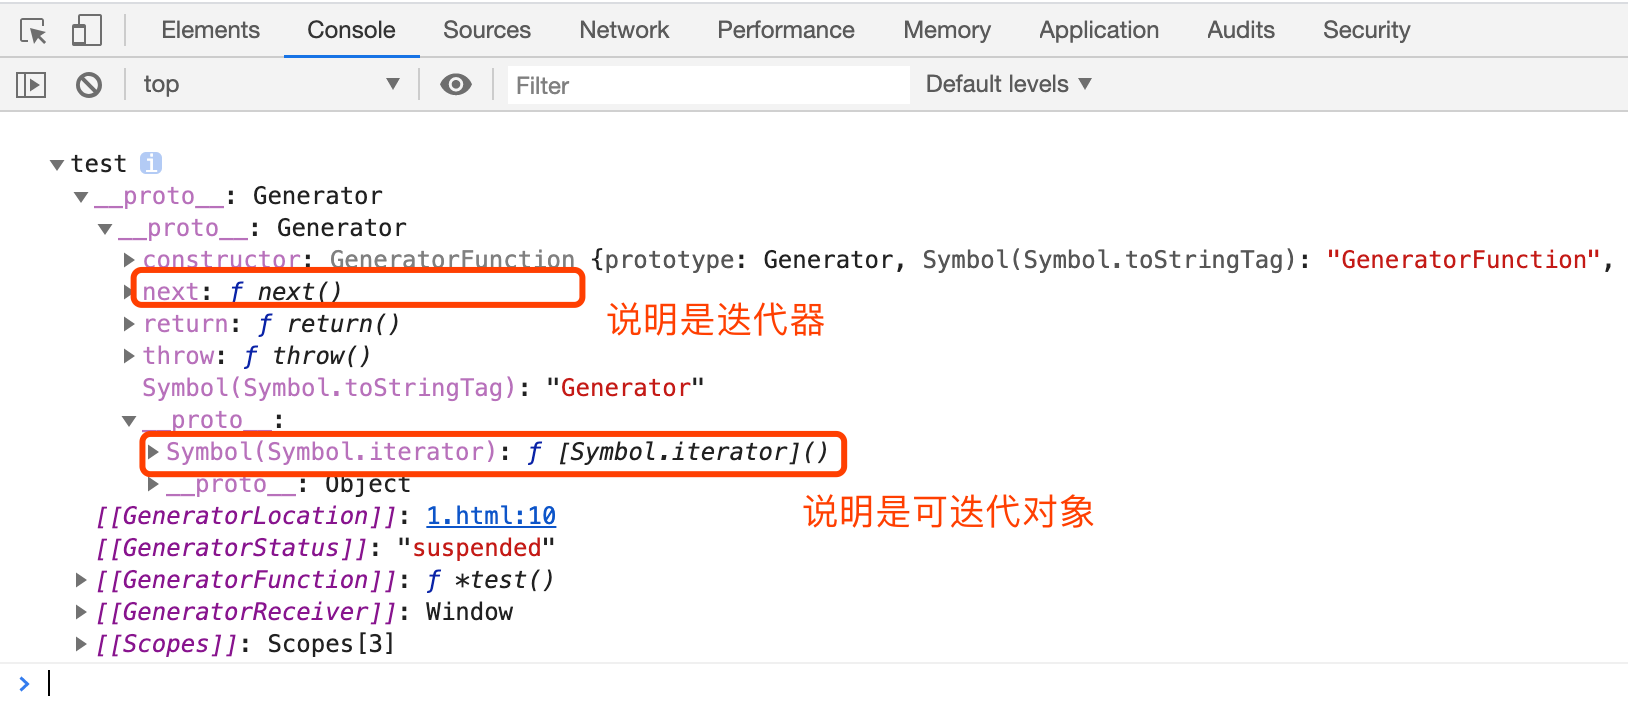 Elements Console Sources Network Performance Memory Application Audits Security
top Filter Default levels
test i
__proto__: Generator
__proto__: Generator
constructor: GeneratorFunction {prototype: Generator, Symbol(Symbol.toStringTag): "GeneratorFunction",
next: ƒ next()
说明是迭代器
return: ƒ return()
throw: ƒ throw()
Symbol(Symbol.toStringTag): "Generator"
__proto__:
Symbol(Symbol.iterator): ƒ [Symbol.iterator]()
__proto__: Object
说明是可迭代对象
[[GeneratorLocation]]: 1.html:10
[[GeneratorStatus]]: "suspended"
[[GeneratorFunction]]: ƒ *test()
[[GeneratorReceiver]]: Window
[[Scopes]]: Scopes[3]